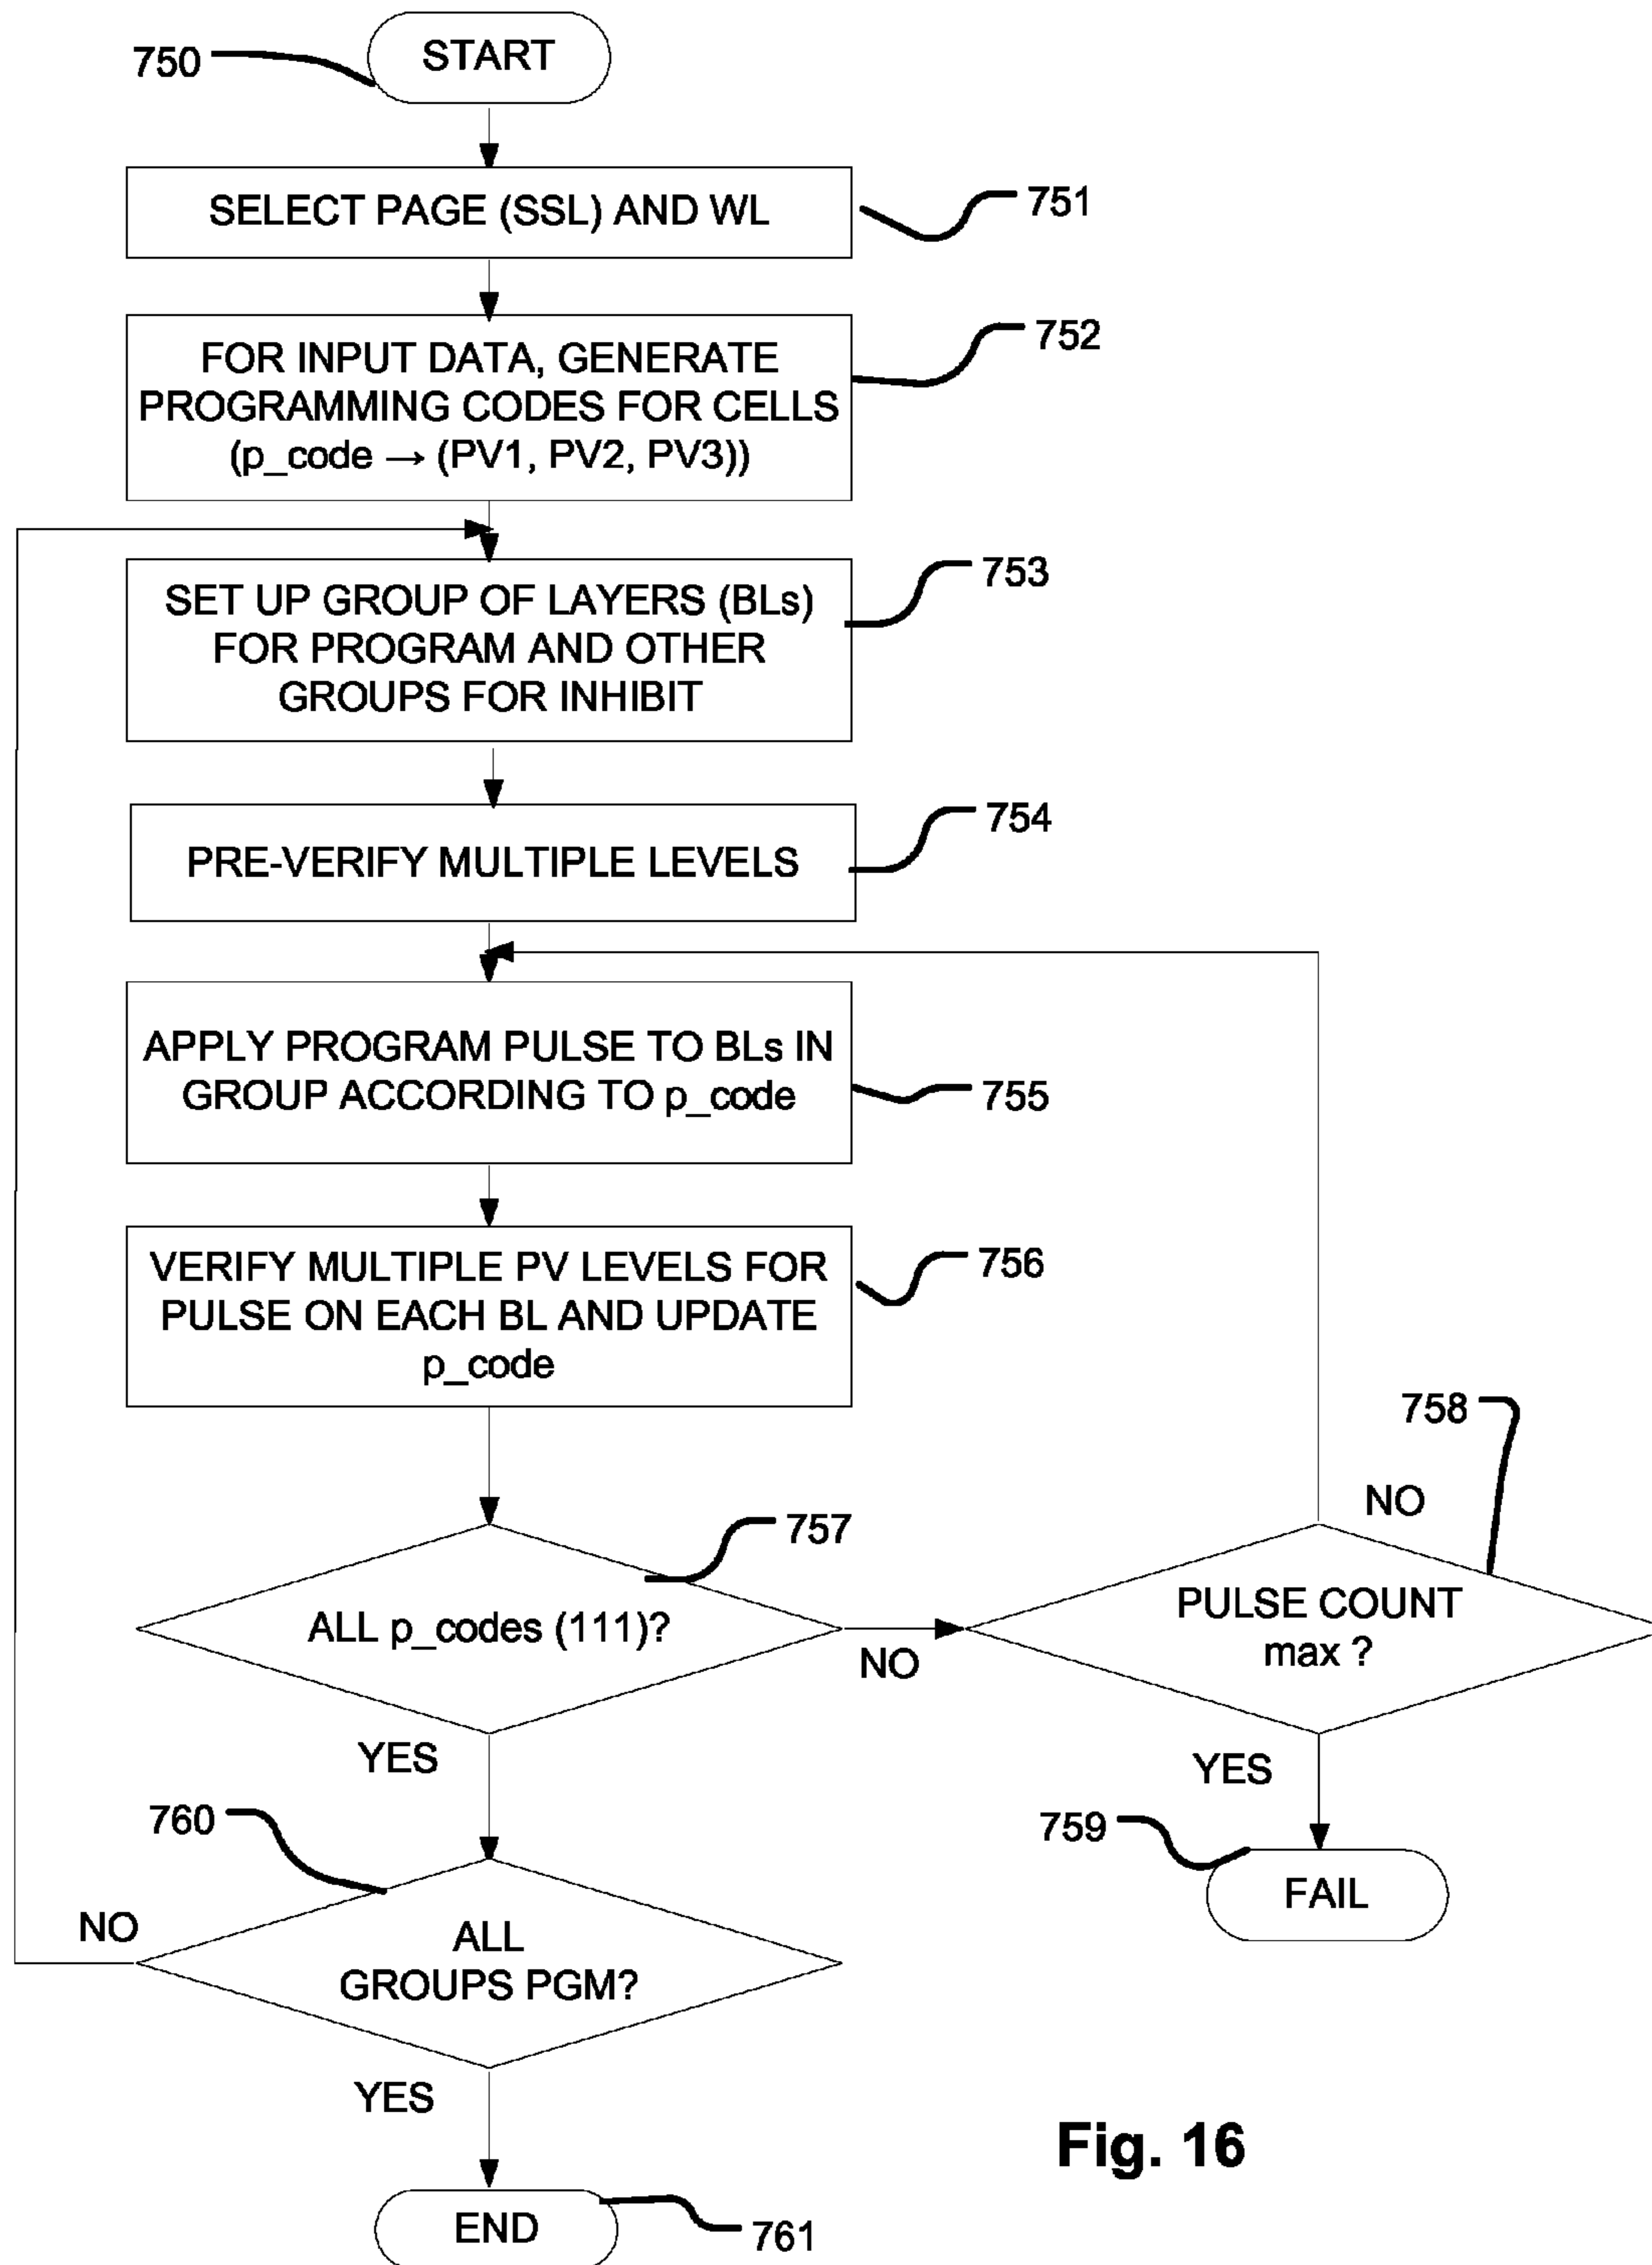 750
START
SELECT PAGE (SSL) AND WL
751
FOR INPUT DATA, GENERATE
PROGRAMMING CODES FOR CELLS
(p_code → (PV1, PV2, PV3))
752
SET UP GROUP OF LAYERS (BLs)
FOR PROGRAM AND OTHER
GROUPS FOR INHIBIT
753
PRE-VERIFY MULTIPLE LEVELS
754
APPLY PROGRAM PULSE TO BLs IN
GROUP ACCORDING TO p_code
755
VERIFY MULTIPLE PV LEVELS FOR
PULSE ON EACH BL AND UPDATE
p_code
756
757
ALL p_codes (111)?
NO
YES
758
NO
PULSE COUNT
max ?
YES
759
FAIL
760
NO
ALL
GROUPS PGM?
YES
END
761
Fig. 16